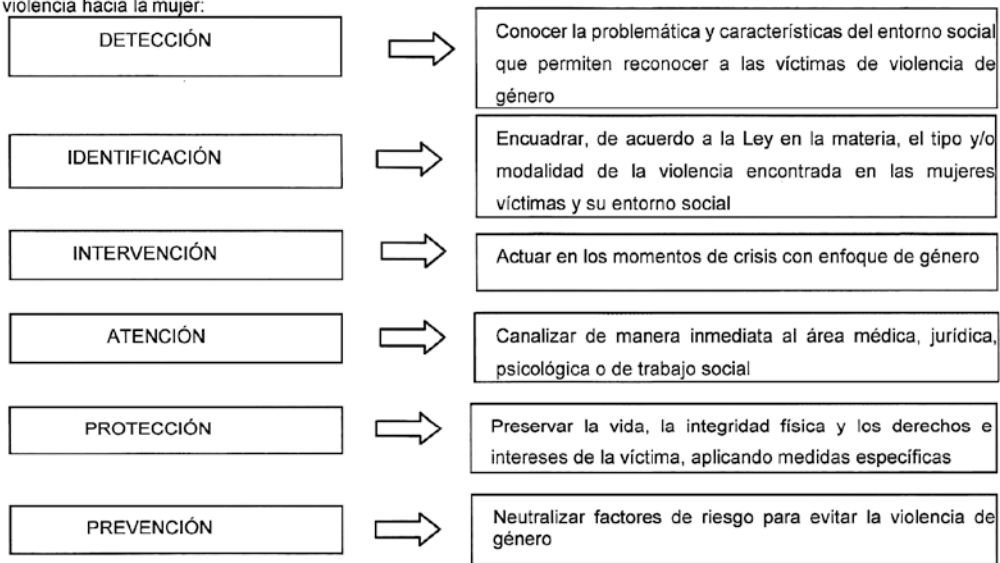 violencia hacia la mujer:
DETECCIÓN
Conocer la problemática y características del entorno social
que permiten reconocer a las víctimas de violencia de
género
IDENTIFICACIÓN
Encuadrar, de acuerdo a la Ley en la materia, el tipo y/o
modalidad de la violencia encontrada en las mujeres
víctimas y su entorno social
INTERVENCIÓN
Actuar en los momentos de crisis con enfoque de género
ATENCIÓN
Canalizar de manera inmediata al área médica, jurídica,
psicológica o de trabajo social
PROTECCIÓN
Preservar la vida, la integridad física y los derechos e
intereses de la víctima, aplicando medidas específicas
PREVENCIÓN
Neutralizar factores de riesgo para evitar la violencia de
género